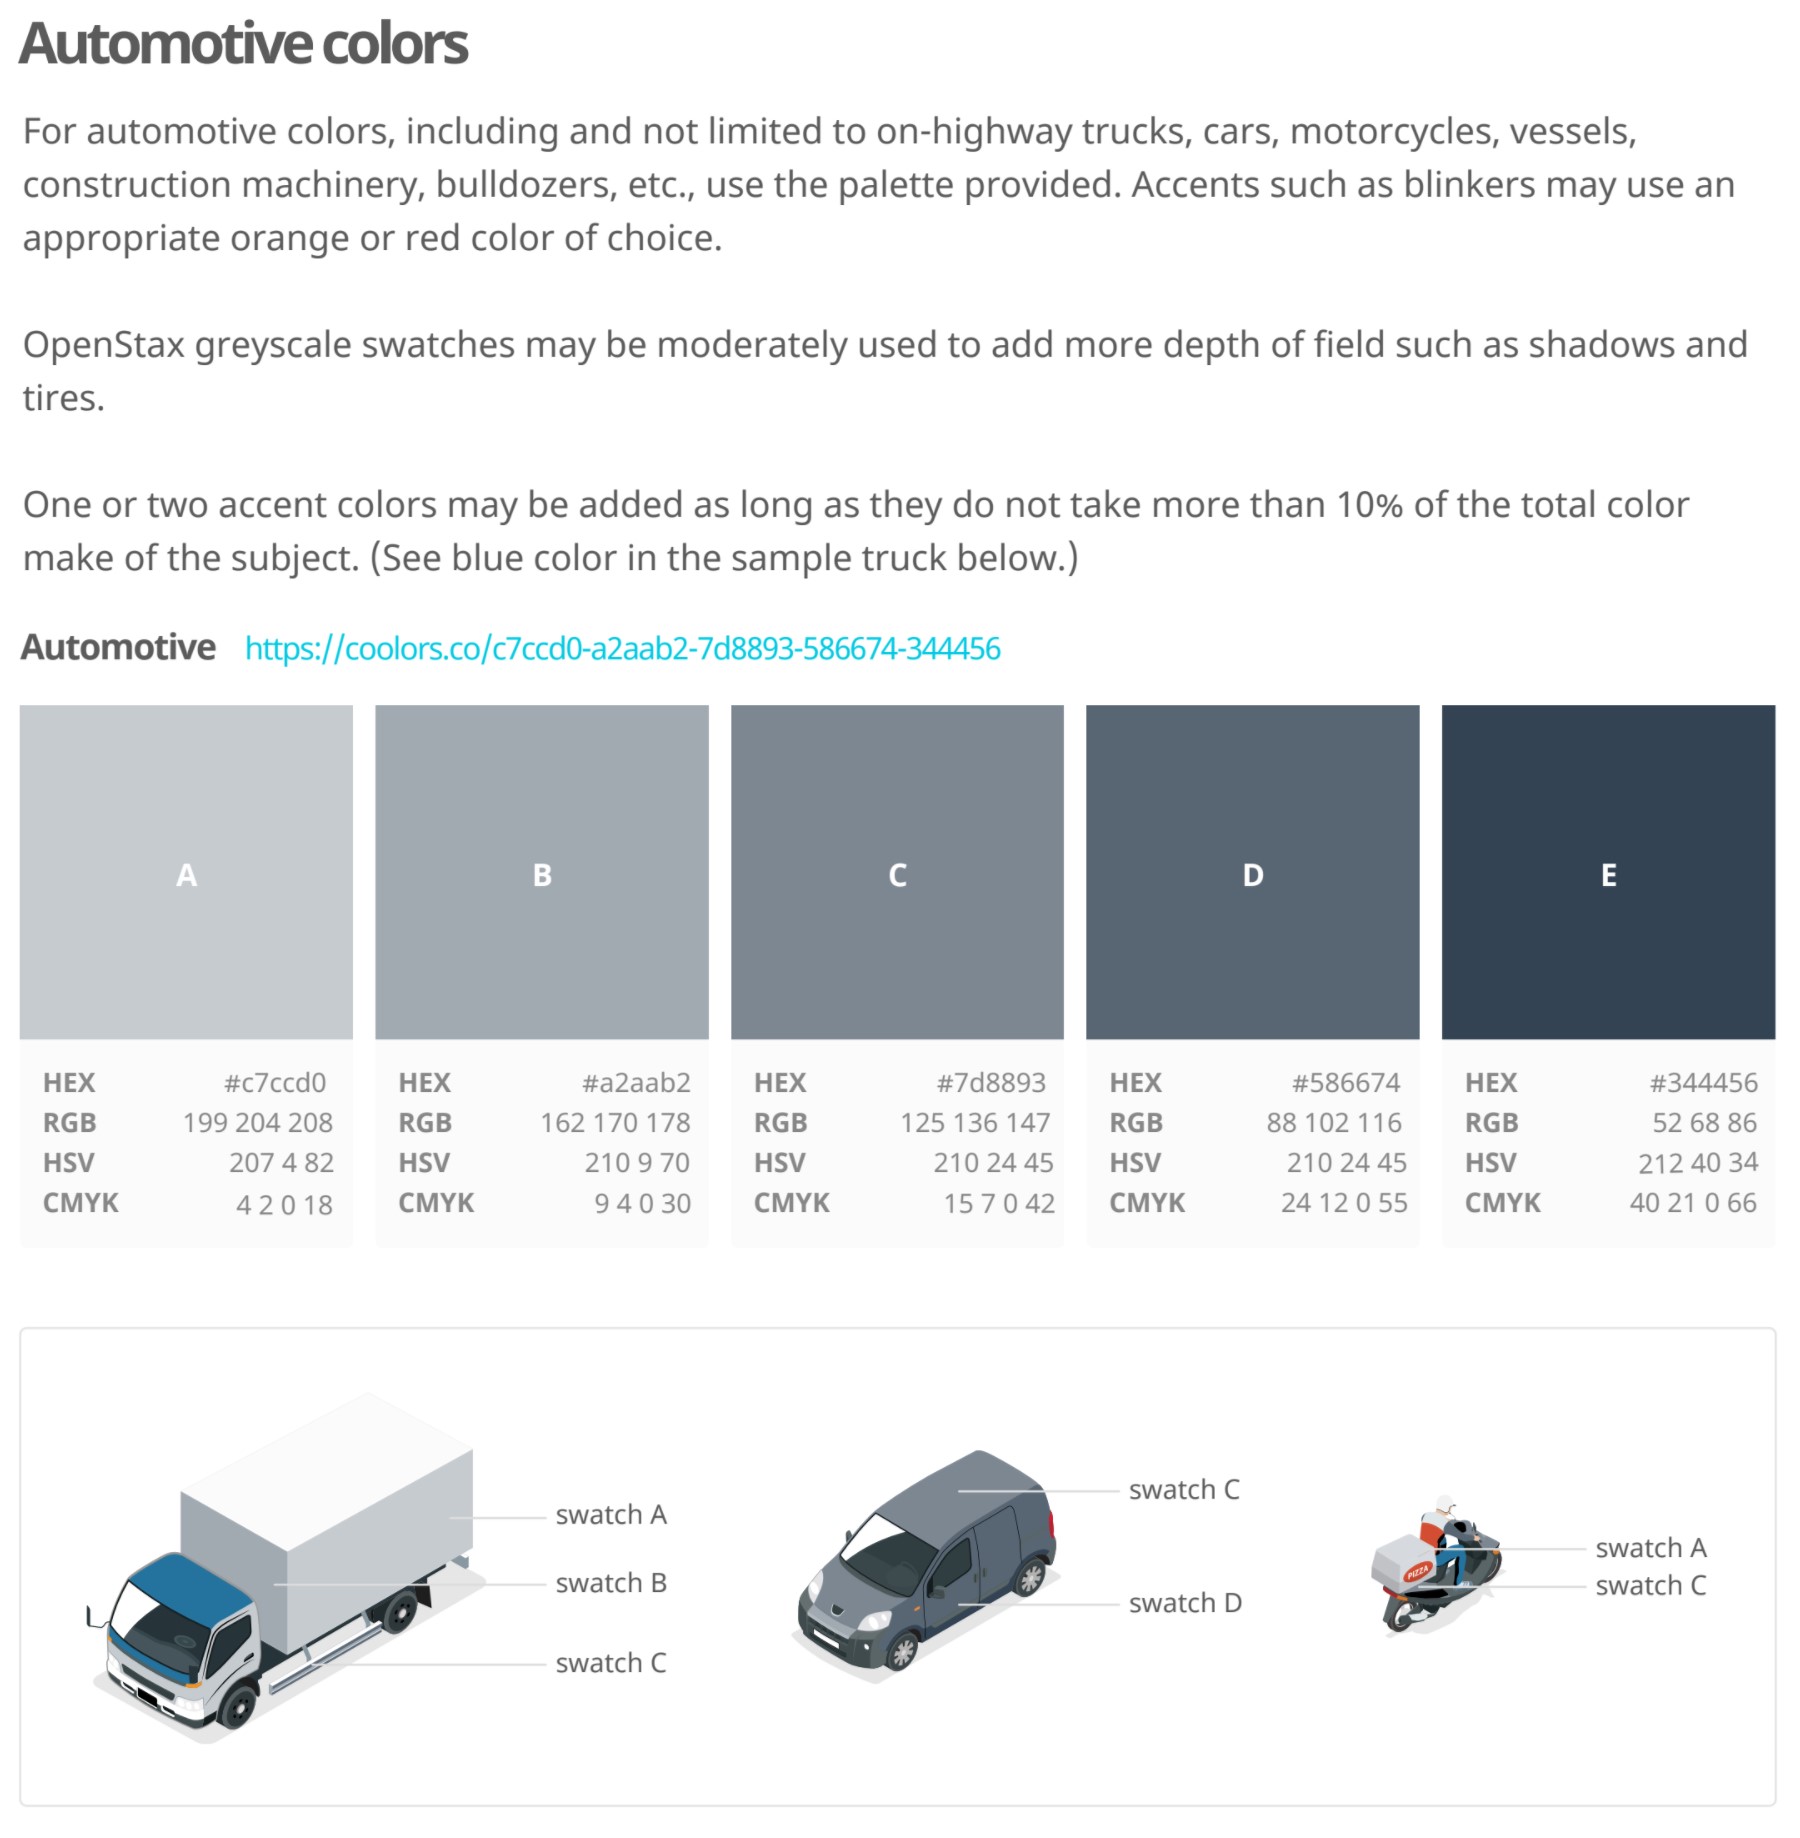 Automotive colors
For automotive colors, including and not limited to on-highway trucks, cars, motorcycles, vessels,
construction machinery, bulldozers, etc., use the palette provided. Accents such as blinkers may use an
appropriate orange or red color of choice.
OpenStax greyscale swatches may be moderately used to add more depth of field such as shadows and
tires.
One or two accent colors may be added as long as they do not take more than 10% of the total color
make of the subject. (See blue color in the sample truck below.)
Automotive https://coolors.co/c7ccd0-a2aab2-7d8893-586674-344456
A
B
C
D
E
HEX #c7ccd0
RGB 199 204 208
HSV 207 4 82
CMYK 4 2 0 18
HEX #a2aab2
RGB 162 170 178
HSV 210 9 70
CMYK 9 4 0 30
HEX #7d8893
RGB 125 136 147
HSV 210 24 45
CMYK 15 7 0 42
HEX #586674
RGB 88 102 116
HSV 210 24 45
CMYK 24 12 0 55
HEX #344456
RGB 52 68 86
HSV 212 40 34
CMYK 40 21 0 66
swatch A
swatch B
swatch C
swatch C
swatch D
PIZZA
swatch A
swatch C